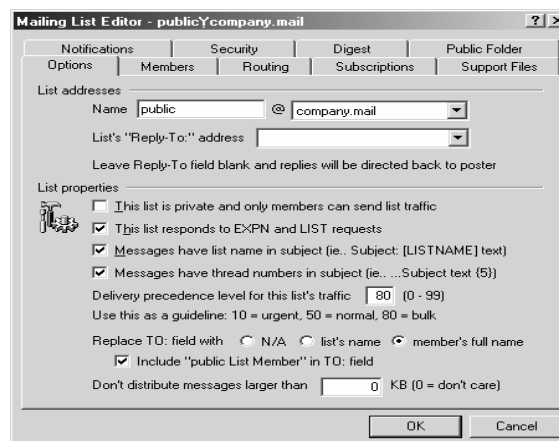 Mailing List Editor - publicYcompany.mail
Notifications Security Digest Public Folder
Options Members Routing Subscriptions Support Files
List addresses
Name public @ company.mail
List's "Reply-To:" address
Leave Reply-To field blank and replies will be directed back to poster
List properties
This list is private and only members can send list traffic
This list responds to EXPN and LIST requests
Messages have list name in subject (ie.. Subject: [LISTNAME] text)
Messages have thread numbers in subject (ie.. ...Subject text {5})
Delivery precedence level for this list's traffic 80 (0 - 99)
Use this as a guideline: 10 = urgent, 50 = normal, 80 = bulk
Replace TO: field with N/A list's name member's full name
Include "public List Member" in TO: field
Don't distribute messages larger than 0 KB (0 = don't care)
OK Cancel